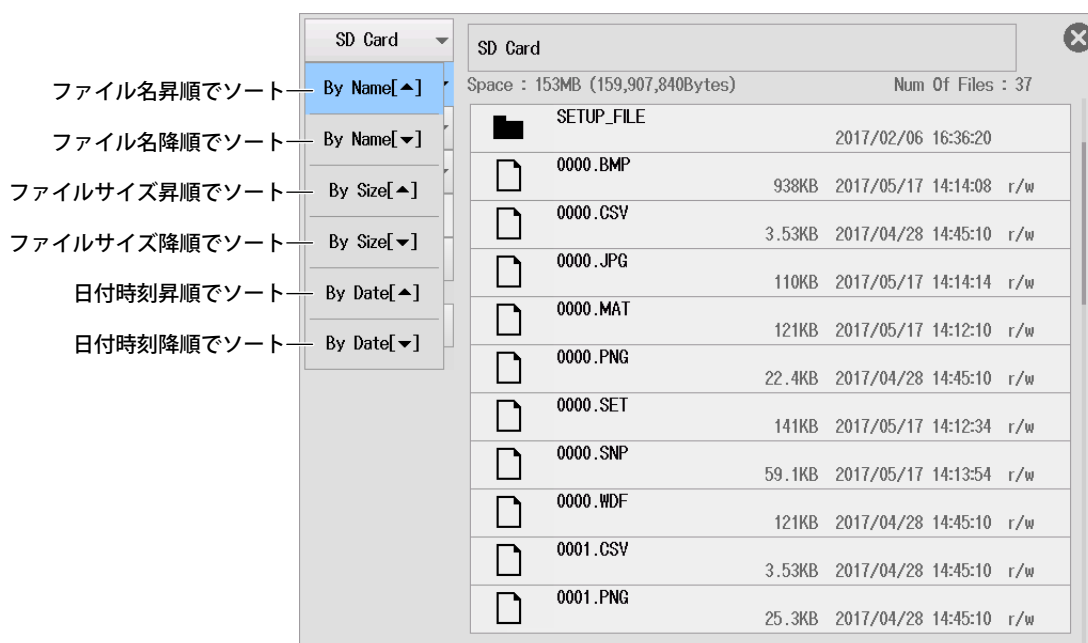 SD Card
SD Card
Space : 153MB (159,907,840Bytes) Num Of Files : 37
ファイル名昇順でソート By Name[▲]
ファイル名降順でソート By Name[▼]
ファイルサイズ昇順でソート By Size[▲]
ファイルサイズ降順でソート By Size[▼]
日付時刻昇順でソート By Date[▲]
日付時刻降順でソート By Date[▼]
SETUP_FILE
2017/02/06 16:36:20
0000.BMP
938KB 2017/05/17 14:14:08 r/w
0000.CSV
3.53KB 2017/04/28 14:45:10 r/w
0000.JPG
110KB 2017/05/17 14:14:14 r/w
0000.MAT
121KB 2017/05/17 14:12:10 r/w
0000.PNG
22.4KB 2017/04/28 14:45:10 r/w
0000.SET
141KB 2017/05/17 14:12:34 r/w
0000.SNP
59.1KB 2017/05/17 14:13:54 r/w
0000.WDF
121KB 2017/04/28 14:45:10 r/w
0001.CSV
3.53KB 2017/04/28 14:45:10 r/w
0001.PNG
25.3KB 2017/04/28 14:45:10 r/w